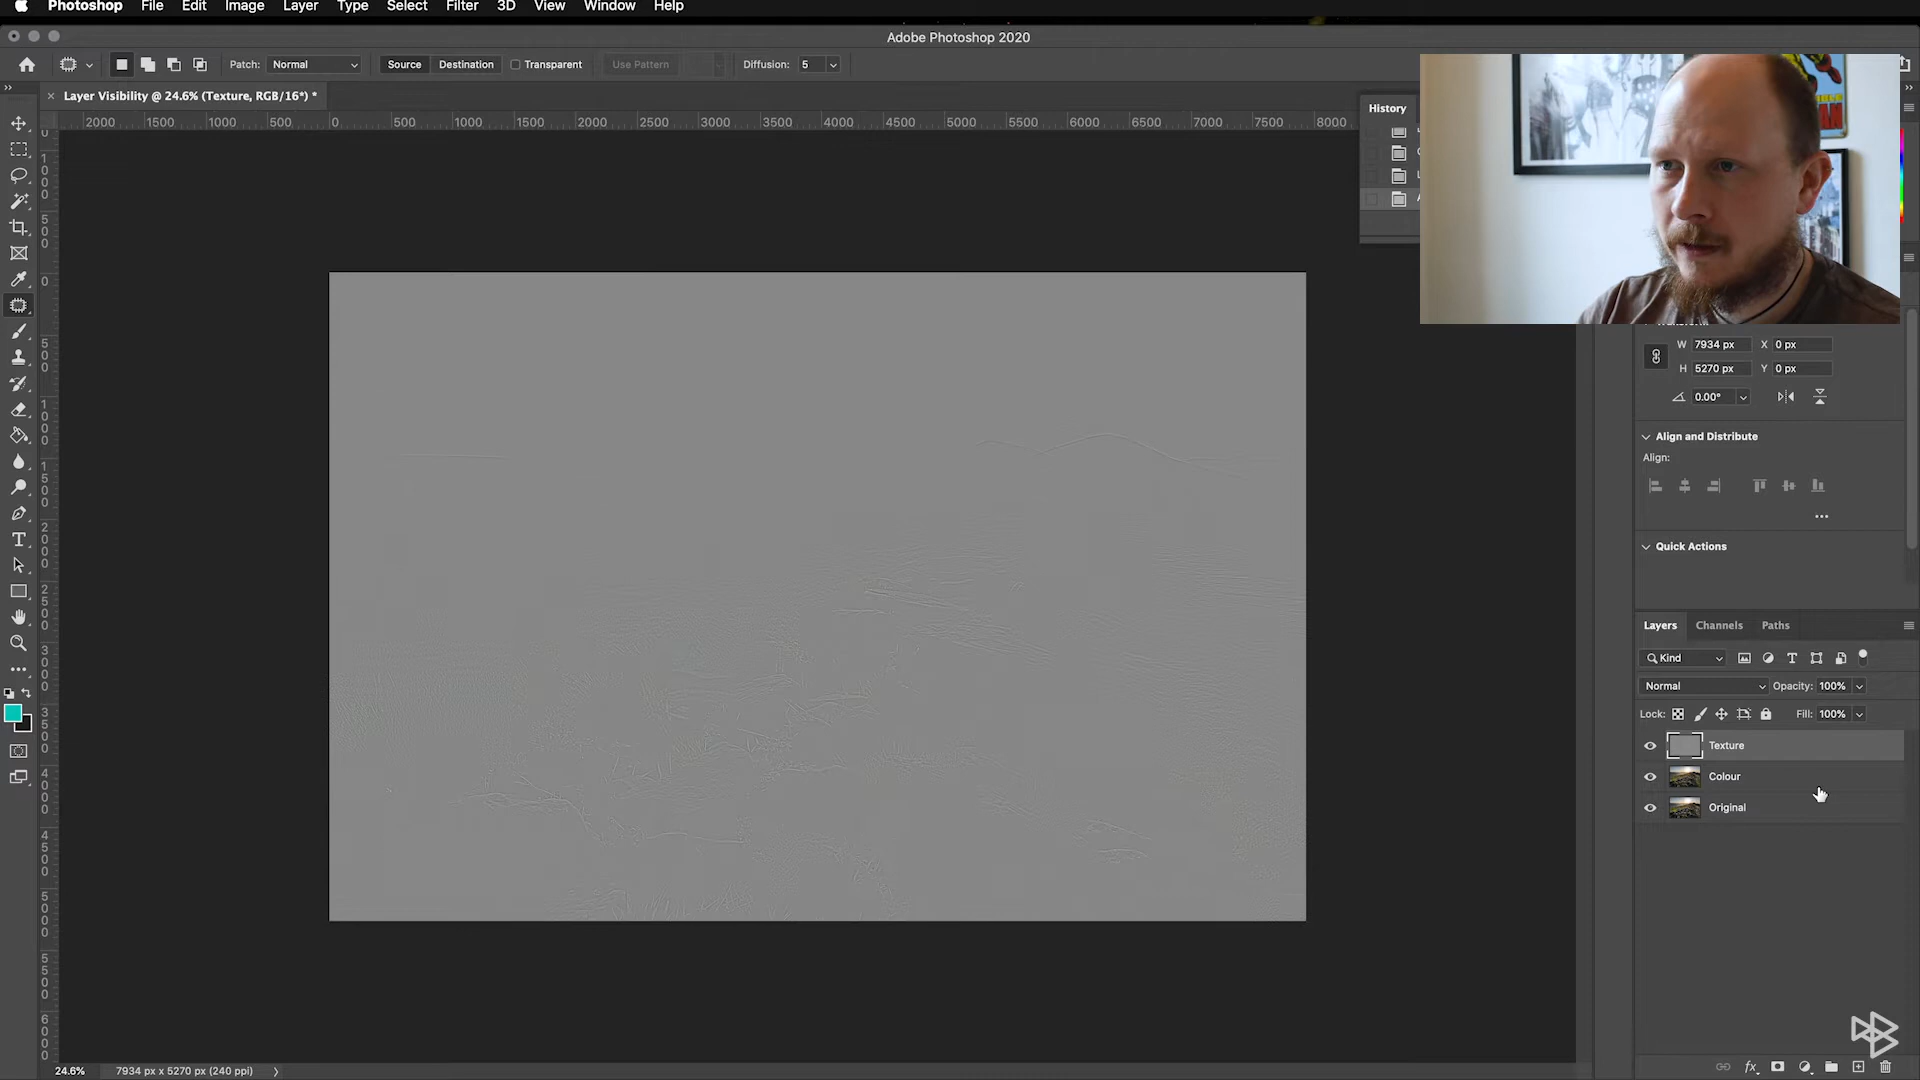 Photoshop File Edit Image Layer Type Select Filter 3D View Window Help
Adobe Photoshop 2020
Patch: Normal Source Destination Transparent Use Pattern Diffusion: 5
Layer Visibility @ 24.6% (Texture, RGB/16*) *
2000 1500 1000 500 0 500 1000 1500 2000 2500 3000 3500 4000 4500 5000 5500 6000 6500 7000 7500 8000
History
W 7934 px X 0 px
H 5270 px Y 0 px
0.00°
Align and Distribute
Align:
Quick Actions
Layers Channels Paths
Kind
Normal Opacity: 100%
Lock: Fill: 100%
Texture
Colour
Original
24.6% 7934 px x 5270 px (240 ppi)